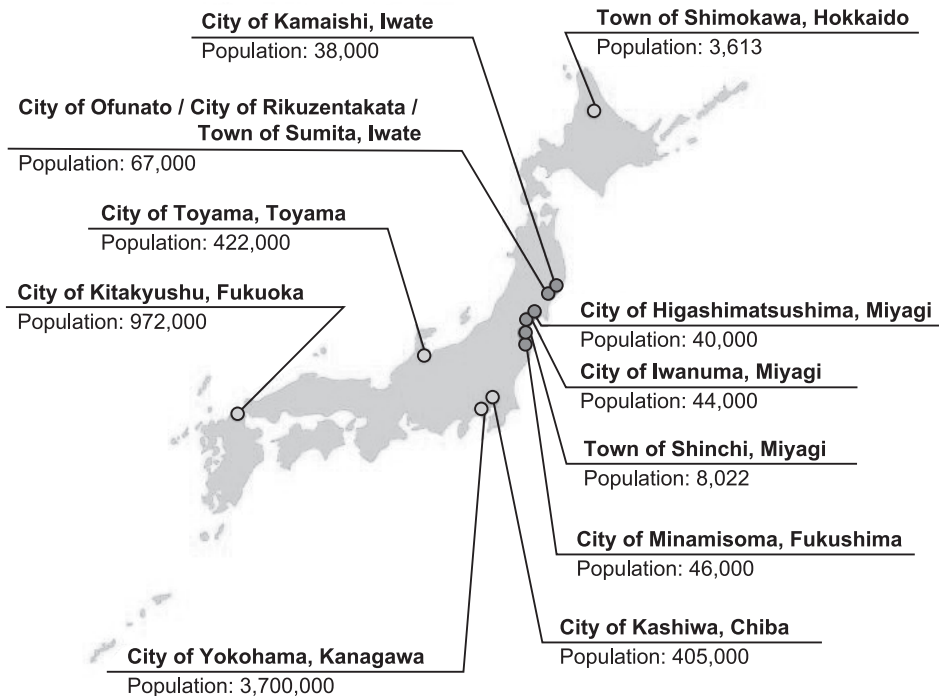 City of Kamaishi, Iwate
Population: 38,000
Town of Shimokawa, Hokkaido
Population: 3,613
City of Ofunato / City of Rikuzentakata /
Town of Sumita, Iwate
Population: 67,000
City of Toyama, Toyama
Population: 422,000
City of Kitakyushu, Fukuoka
Population: 972,000
City of Higashimatsushima, Miyagi
Population: 40,000
City of Iwanuma, Miyagi
Population: 44,000
Town of Shinchi, Miyagi
Population: 8,022
City of Minamisoma, Fukushima
Population: 46,000
City of Kashiwa, Chiba
Population: 405,000
City of Yokohama, Kanagawa
Population: 3,700,000